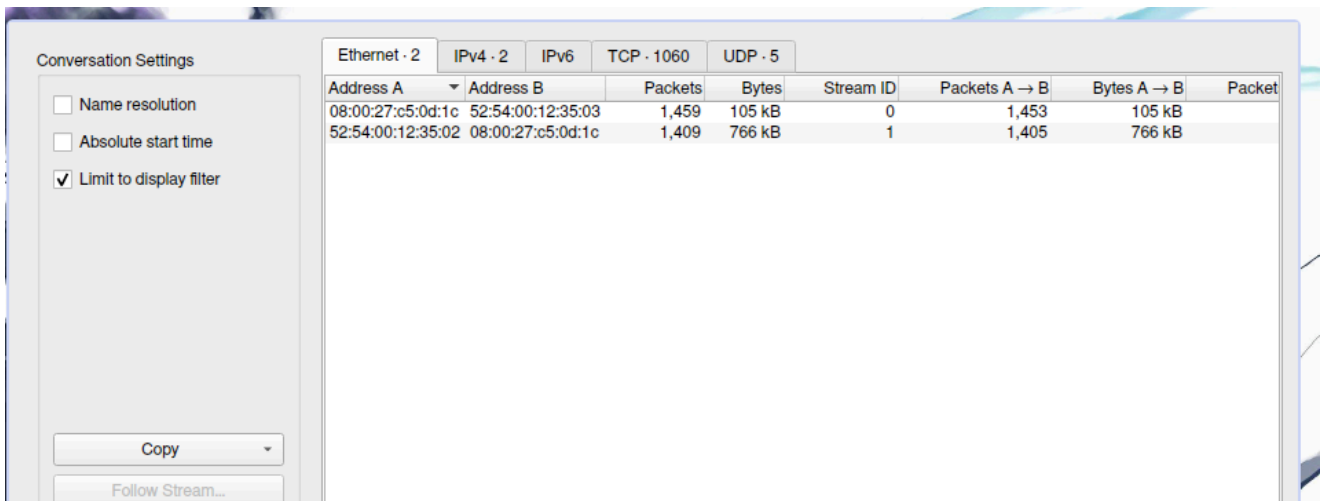 Conversation Settings
Name resolution
Absolute start time
Limit to display filter
Copy
Follow Stream...
Ethernet · 2 IPv4 · 2 IPv6 TCP · 1060 UDP · 5
Address A Address B Packets Bytes Stream ID Packets A → B Bytes A → B Packet
08:00:27:c5:0d:1c 52:54:00:12:35:03 1,459 105 kB 0 1,453 105 kB
52:54:00:12:35:02 08:00:27:c5:0d:1c 1,409 766 kB 1 1,405 766 kB